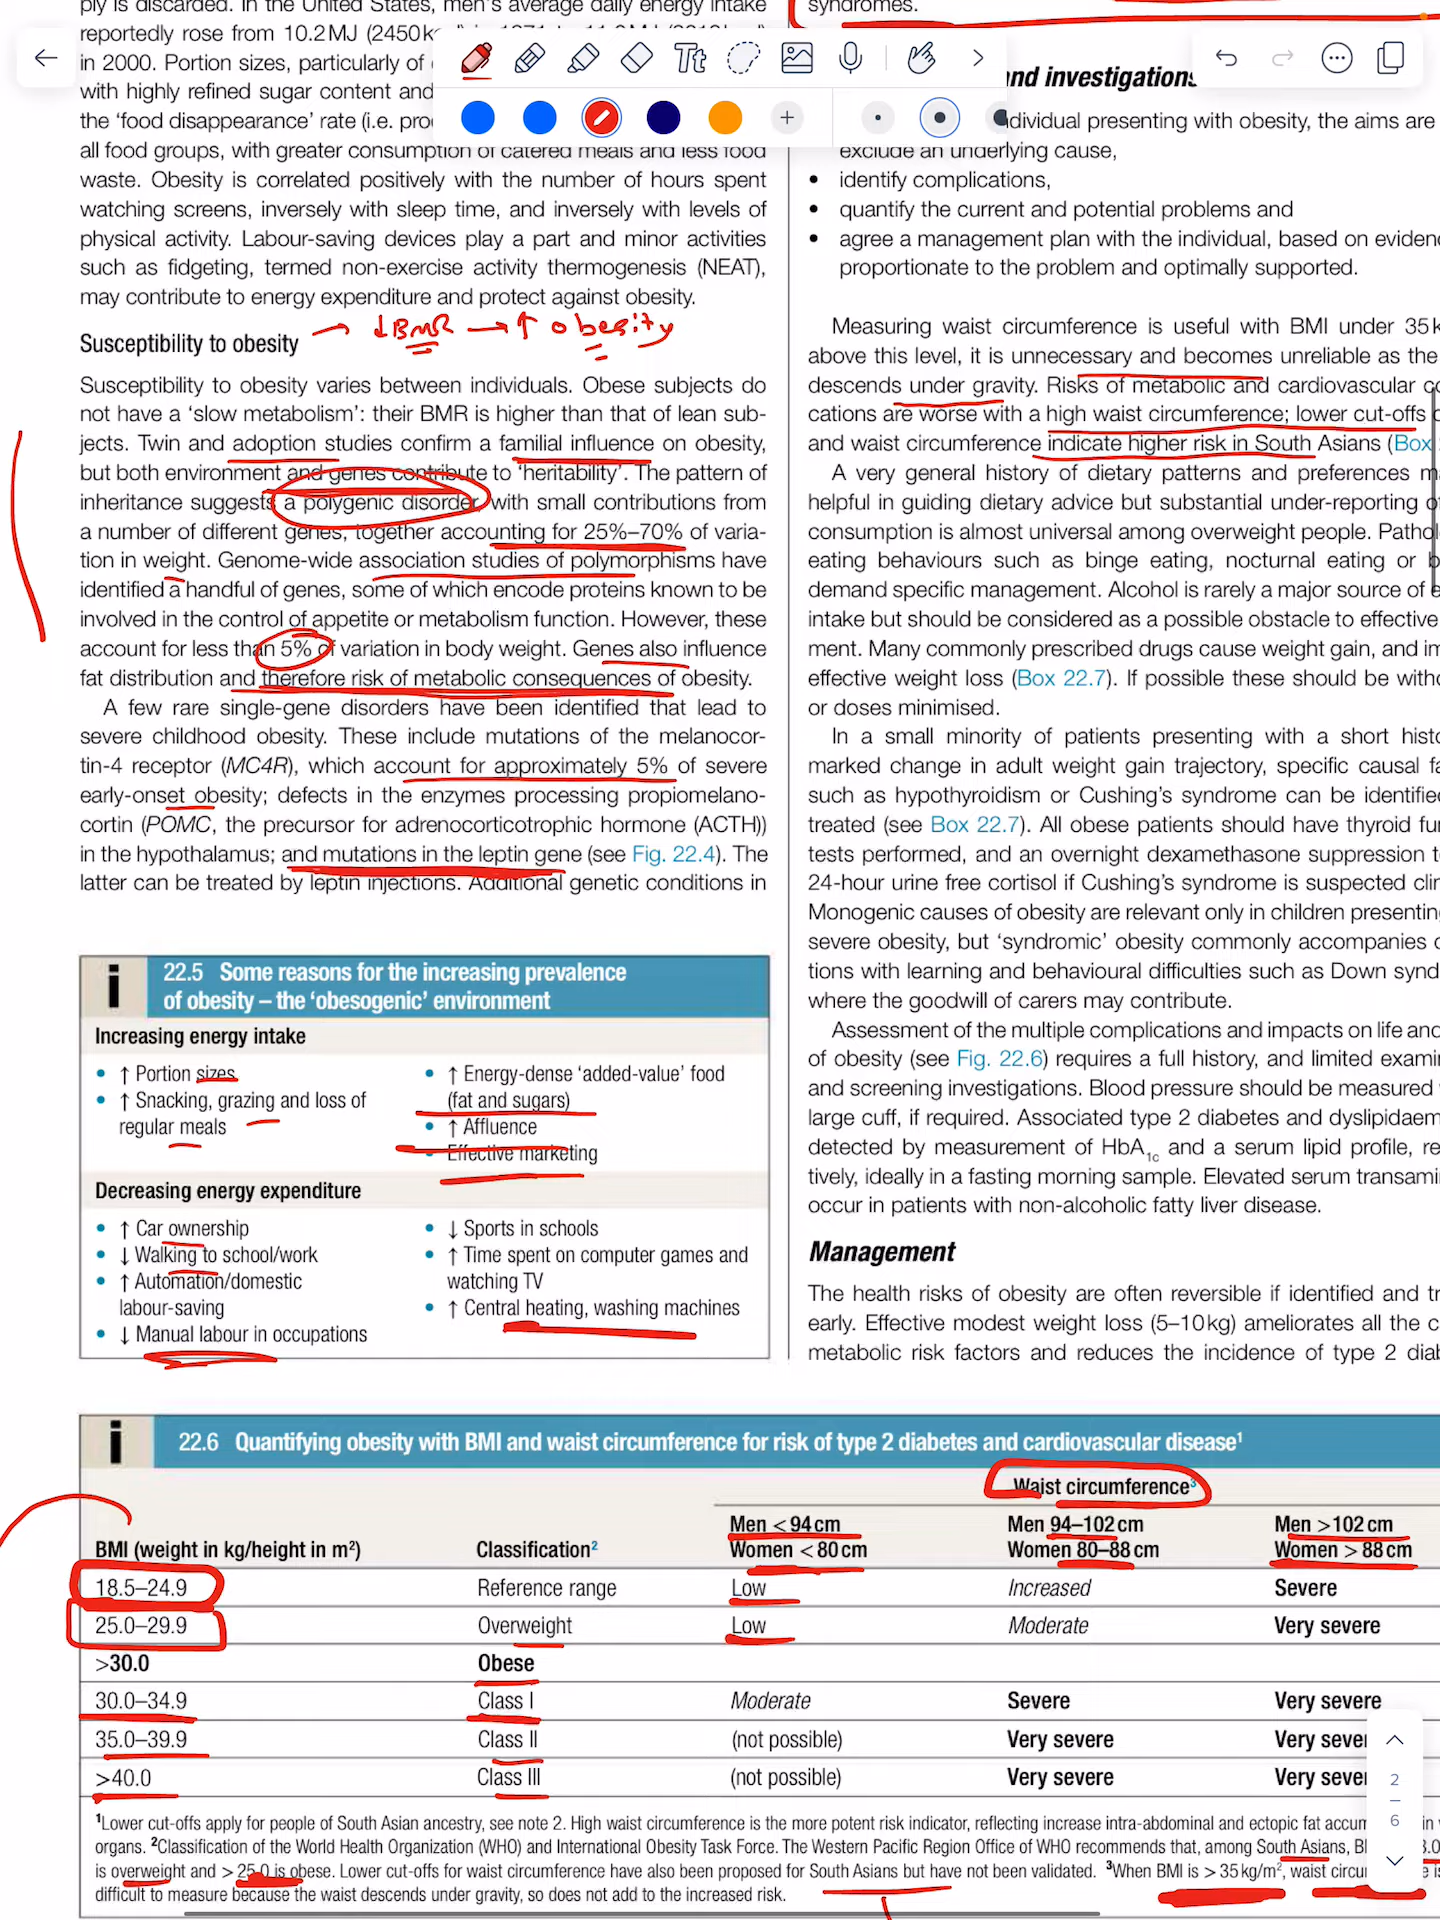 ply is discarded. In the United States, men's average daily energy intake
reportedly rose from 10.2 MJ (2450
in 2000. Portion sizes, particularly of
with highly refined sugar content and
the 'food disappearance' rate (i.e.
all food groups, with greater consumption of catered meals and less food
waste. Obesity is correlated positively with the number of hours spent
watching screens, inversely with sleep time, and inversely with levels of
physical activity. Labour-saving devices play a part and minor activities
such as fidgeting, termed non-exercise activity thermogenesis (NEAT),
may contribute to energy expenditure and protect against obesity.
Susceptibility to obesity → ↓BMR → ↑ obesity
Susceptibility to obesity varies between individuals. Obese subjects do
not have a 'slow metabolism': their BMR is higher than that of lean sub-
jects. Twin and adoption studies confirm a familial influence on obesity,
but both environment and genes contribute to 'heritability'. The pattern of
inheritance suggests a polygenic disorder, with small contributions from
a number of different genes, together accounting for 25%–70% of varia-
tion in weight. Genome-wide association studies of polymorphisms have
identified a handful of genes, some of which encode proteins known to be
involved in the control of appetite or metabolism function. However, these
account for less than 5% of variation in body weight. Genes also influence
fat distribution and therefore risk of metabolic consequences of obesity.
A few rare single-gene disorders have been identified that lead to
severe childhood obesity. These include mutations of the melanocor-
tin-4 receptor (MC4R), which account for approximately 5% of severe
early-onset obesity; defects in the enzymes processing propiomelano-
cortin (POMC, the precursor for adrenocorticotrophic hormone (ACTH))
in the hypothalamus; and mutations in the leptin gene (see Fig. 22.4). The
latter can be treated by leptin injections. Additional genetic conditions in
i 22.5 Some reasons for the increasing prevalence
of obesity – the 'obesogenic' environment
Increasing energy intake
• ↑ Portion sizes
• ↑ Snacking, grazing and loss of
regular meals
• ↑ Energy-dense 'added-value' food
(fat and sugars)
• ↑ Affluence
• Effective marketing
Decreasing energy expenditure
• ↑ Car ownership
• ↓ Walking to school/work
• ↑ Automation/domestic
labour-saving
• ↓ Manual labour in occupations
• ↓ Sports in schools
• ↑ Time spent on computer games and
watching TV
• ↑ Central heating, washing machines
syndromes.
Tt
nd investigations
dividual presenting with obesity, the aims are
exclude an underlying cause,
• identify complications,
• quantify the current and potential problems and
• agree a management plan with the individual, based on
proportionate to the problem and optimally supported.
Measuring waist circumference is useful with BMI under 35
above this level, it is unnecessary and becomes unreliable as the
descends under gravity. Risks of metabolic and cardiovascular
cations are worse with a high waist circumference; lower cut-offs
and waist circumference indicate higher risk in South Asians (Box
A very general history of dietary patterns and preferences
helpful in guiding dietary advice but substantial under-reporting
consumption is almost universal among overweight people.
eating behaviours such as binge eating, nocturnal eating or
demand specific management. Alcohol is rarely a major source of
intake but should be considered as a possible obstacle to effective
ment. Many commonly prescribed drugs cause weight gain, and
effective weight loss (Box 22.7). If possible these should be
or doses minimised.
In a small minority of patients presenting with a short
marked change in adult weight gain trajectory, specific causal
such as hypothyroidism or Cushing's syndrome can be
treated (see Box 22.7). All obese patients should have thyroid
tests performed, and an overnight dexamethasone suppression
24-hour urine free cortisol if Cushing's syndrome is suspected
Monogenic causes of obesity are relevant only in children
severe obesity, but 'syndromic' obesity commonly accompanies
tions with learning and behavioural difficulties such as Down
where the goodwill of carers may contribute.
Assessment of the multiple complications and impacts on life and
of obesity (see Fig. 22.6) requires a full history, and limited
and screening investigations. Blood pressure should be measured
large cuff, if required. Associated type 2 diabetes and
detected by measurement of HbA1c and a serum lipid profile,
tively, ideally in a fasting morning sample. Elevated serum
occur in patients with non-alcoholic fatty liver disease.
Management
The health risks of obesity are often reversible if identified and
early. Effective modest weight loss (5–10 kg) ameliorates all the
metabolic risk factors and reduces the incidence of type 2
i 22.6 Quantifying obesity with BMI and waist circumference for risk of type 2 diabetes and cardiovascular disease¹
Waist circumference³
Men < 94 cm Men 94–102 cm Men >102 cm
BMI (weight in kg/height in m²) Classification² Women < 80 cm Women 80–88 cm Women > 88 cm
18.5–24.9 Reference range Low Increased Severe
25.0–29.9 Overweight Low Moderate Very severe
>30.0 Obese
30.0–34.9 Class I Moderate Severe Very severe
35.0–39.9 Class II (not possible) Very severe Very
>40.0 Class III (not possible) Very severe Very
2
6
¹Lower cut-offs apply for people of South Asian ancestry, see note 2. High waist circumference is the more potent risk indicator, reflecting increase intra-abdominal and ectopic fat
organs. ²Classification of the World Health Organization (WHO) and International Obesity Task Force. The Western Pacific Region Office of WHO recommends that, among South Asians,
is overweight and > 25.0 is obese. Lower cut-offs for waist circumference have also been proposed for South Asians but have not been validated. ³When BMI is > 35 kg/m², waist
difficult to measure because the waist descends under gravity, so does not add to the increased risk.